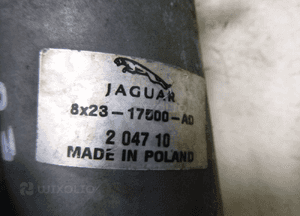 JAGUAR
8x23-17500-AD
2 047 10
MADE IN POLAND